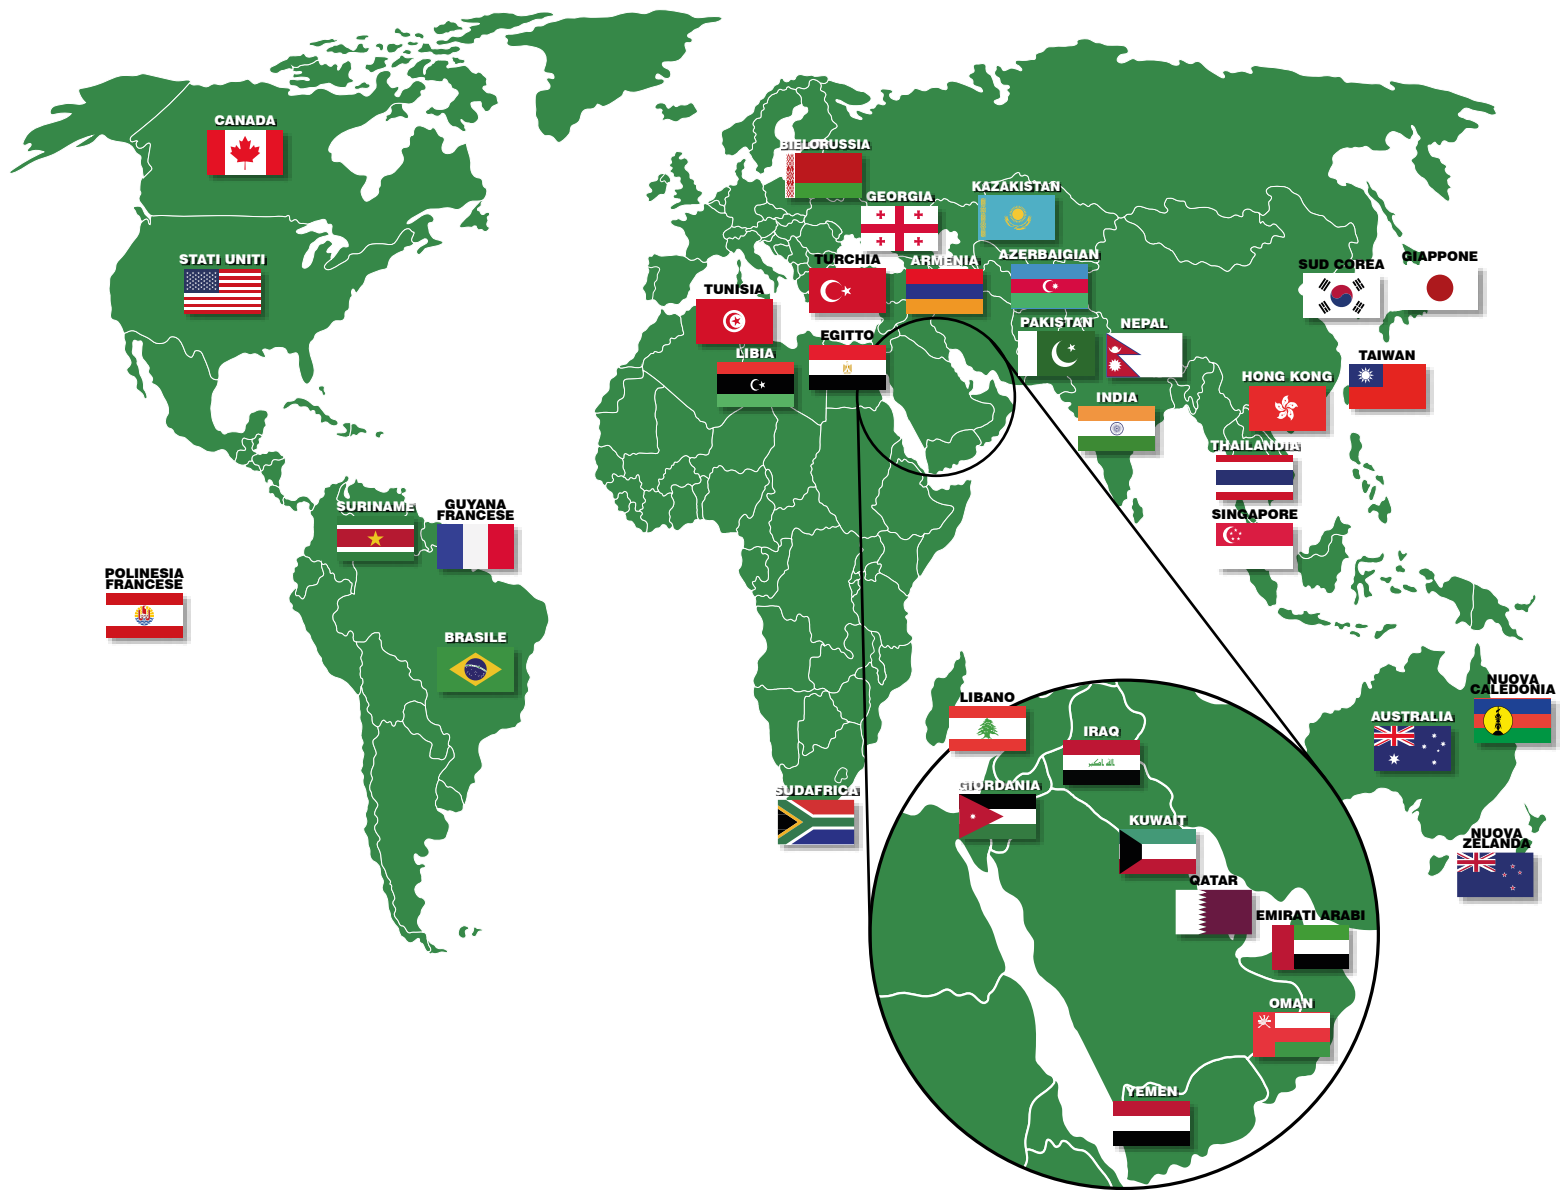 CANADA
STATI UNITI
BIELORUSSIA
GEORGIA
KAZAKISTAN
TURCHIA
ARMENIA
AZERBAIGIAN
SUD COREA
GIAPPONE
TUNISIA
EGITTO
PAKISTAN
NEPAL
LIBIA
TAIWAN
HONG KONG
INDIA
THAILANDIA
SURINAME
GUYANA
FRANCESE
SINGAPORE
POLINESIA
FRANCESE
BRASILE
LIBANO
IRAQ
AUSTRALIA
NUOVA
CALEDONIA
SUDAFRICA
GIORDANIA
KUWAIT
NUOVA
ZELANDA
QATAR
EMIRATI ARABI
OMAN
YEMEN